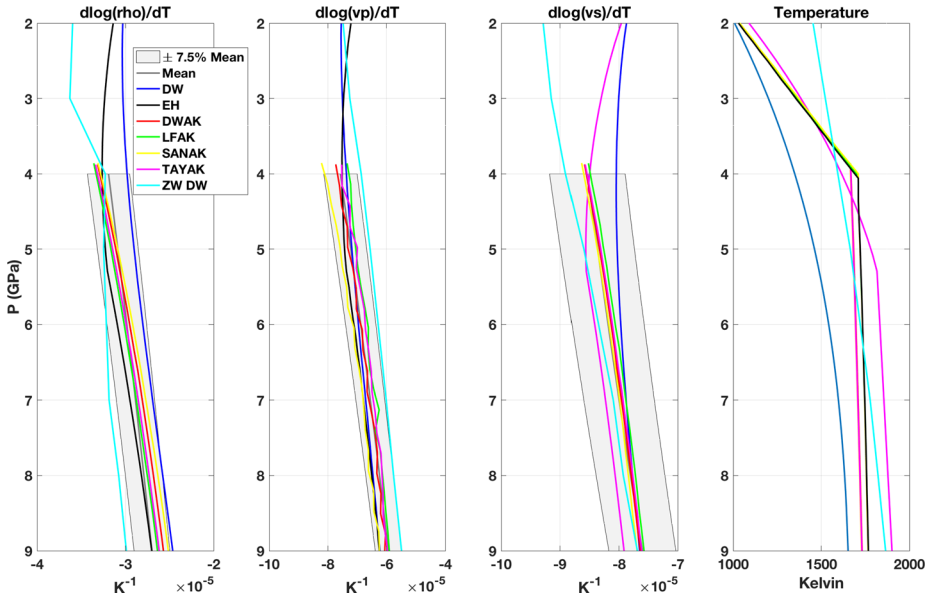 dlog(rho)/dT
dlog(vp)/dT
dlog(vs)/dT
Temperature
P (GPa)
2
3
4
5
6
7
8
9
-4
-3
-2
K⁻¹
×10⁻⁵
± 7.5% Mean
Mean
DW
EH
DWAK
LFAK
SANAK
TAYAK
ZW DW
2
3
4
5
6
7
8
9
-10
-8
-6
-4
K⁻¹
×10⁻⁵
2
3
4
5
6
7
8
9
-10
-9
-8
-7
K⁻¹
×10⁻⁵
2
3
4
5
6
7
8
9
1000
1500
2000
Kelvin